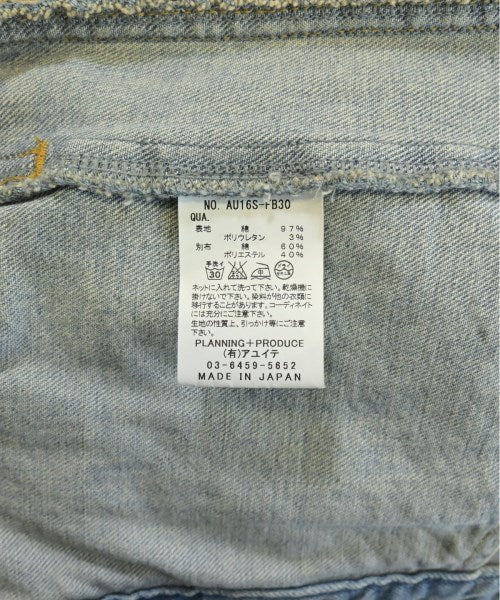 NO. AU16S-FB30
QUA.
表地 綿 97%
ポリウレタン 3%
別布 綿 60%
ポリエステル 40%
手洗イ
30
ネットに入れて洗って下さい。乾燥機に
掛けないで下さい。染料が他の衣類に
移行することがあります。コーディネイト
には充分にご注意下さい。
生地の性質上、引っかけ等にご注意下
さい。
PLANNING+PRODUCE
(有)アユイテ
03-6459-5652
MADE IN JAPAN